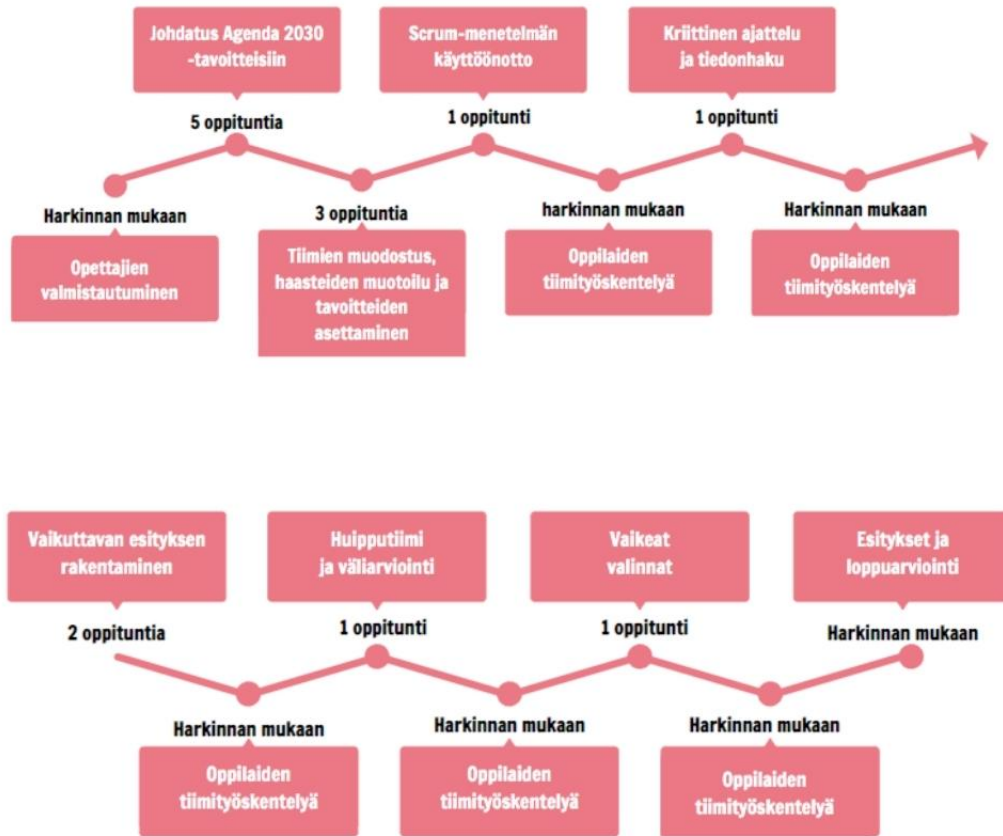 Johdatus Agenda 2030
-tavoitteisiin
5 oppituntia
Scrum-menetelmän
käyttöönotto
1 oppitunti
Kriittinen ajattelu
ja tiedonhaku
1 oppitunti
Harkinnan mukaan
Opettajien
valmistautuminen
3 oppituntia
Tiimien muodostus,
haasteiden muotoilu ja
tavoitteiden
asettaminen
harkinnan mukaan
Oppilaiden
tiimityöskentelyä
Harkinnan mukaan
Oppilaiden
tiimityöskentelyä
Vaikuttavan esityksen
rakentaminen
2 oppituntia
Huipputiimi
ja väliarviointi
1 oppitunti
Vaikeat
valinnat
1 oppitunti
Esitykset ja
loppuarviointi
Harkinnan mukaan
Harkinnan mukaan
Oppilaiden
tiimityöskentelyä
Harkinnan mukaan
Oppilaiden
tiimityöskentelyä
Harkinnan mukaan
Oppilaiden
tiimityöskentelyä